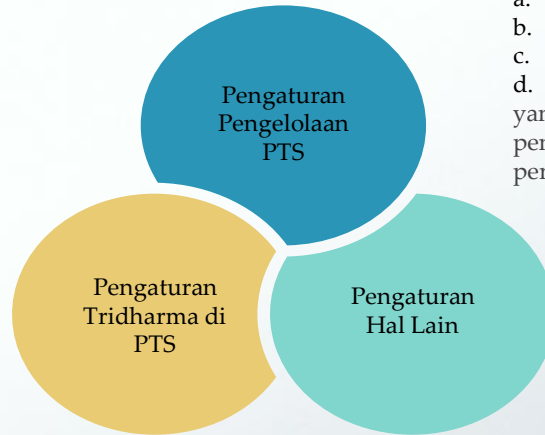 a.
b.
c.
d.
Pengaturan
Pengelolaan
PTS
Pengaturan
Tridharma di
PTS
Pengaturan
Hal Lain